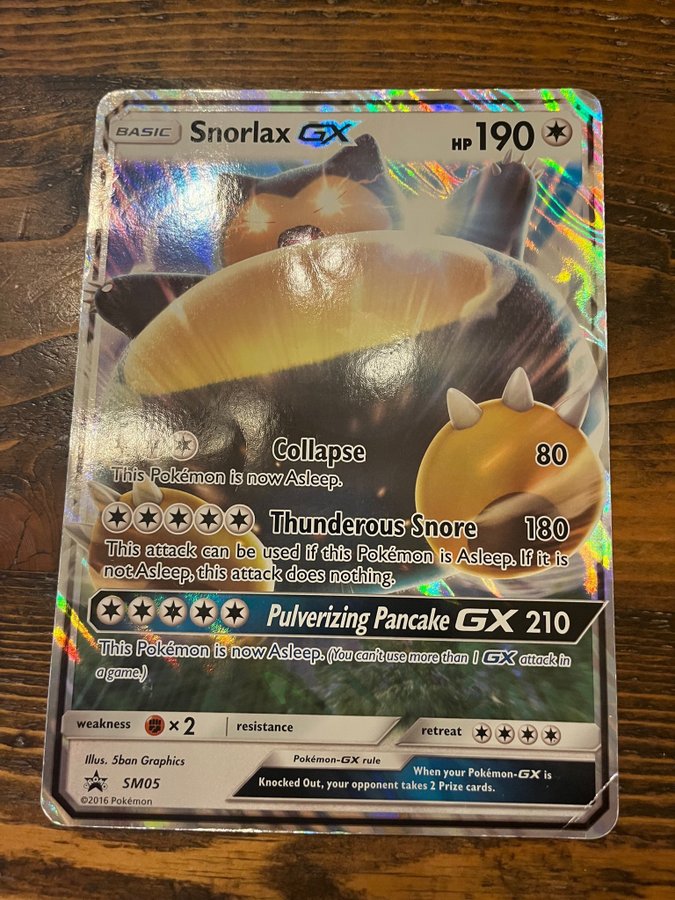 BASIC Snorlax GX HP 190
Collapse 80
This Pokémon is now Asleep.
Thunderous Snore 180
This attack can be used if this Pokémon is Asleep. If it is
not Asleep, this attack does nothing.
Pulverizing Pancake GX 210
This Pokémon is now Asleep. (You can't use more than 1 GX attack in
a game.)
weakness × 2 resistance retreat
Illus. 5ban Graphics
Pokémon-GX rule
When your Pokémon-GX is
Knocked Out, your opponent takes 2 Prize cards.
SM05
©2016 Pokémon